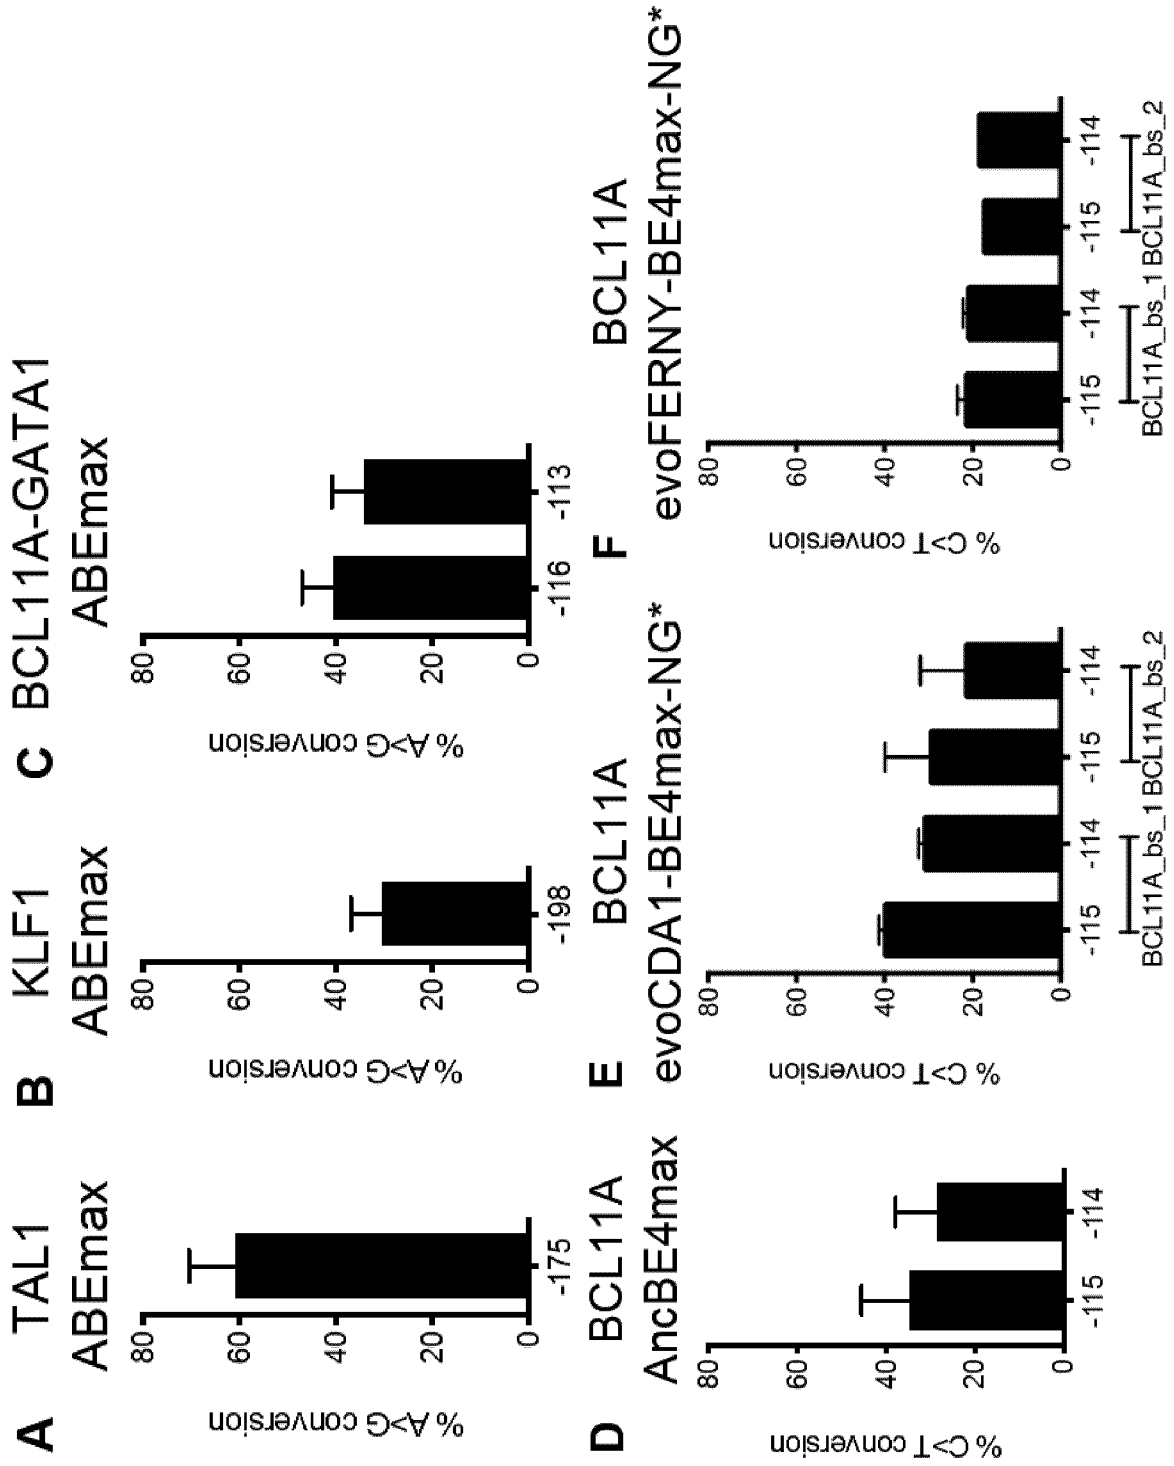 A
TAL1
ABEmax
% A>G conversion
80
60
40
20
0
-175
B
KLF1
ABEmax
% A>G conversion
80
60
40
20
0
-198
C
BCL11A-GATA1
ABEmax
% A>G conversion
80
60
40
20
0
-116 -113
D
BCL11A
AncBE4max
% C>T conversion
80
60
40
20
0
-115 -114
E
BCL11A
evoCDA1-BE4max-NG*
% C>T conversion
80
60
40
20
0
-115 -114 -115 -114
BCL11A_bs_1 BCL11A_bs_2
F
BCL11A
evoFERNY-BE4max-NG*
% C>T conversion
80
60
40
20
0
-115 -114 -115 -114
BCL11A_bs_1 BCL11A_bs_2